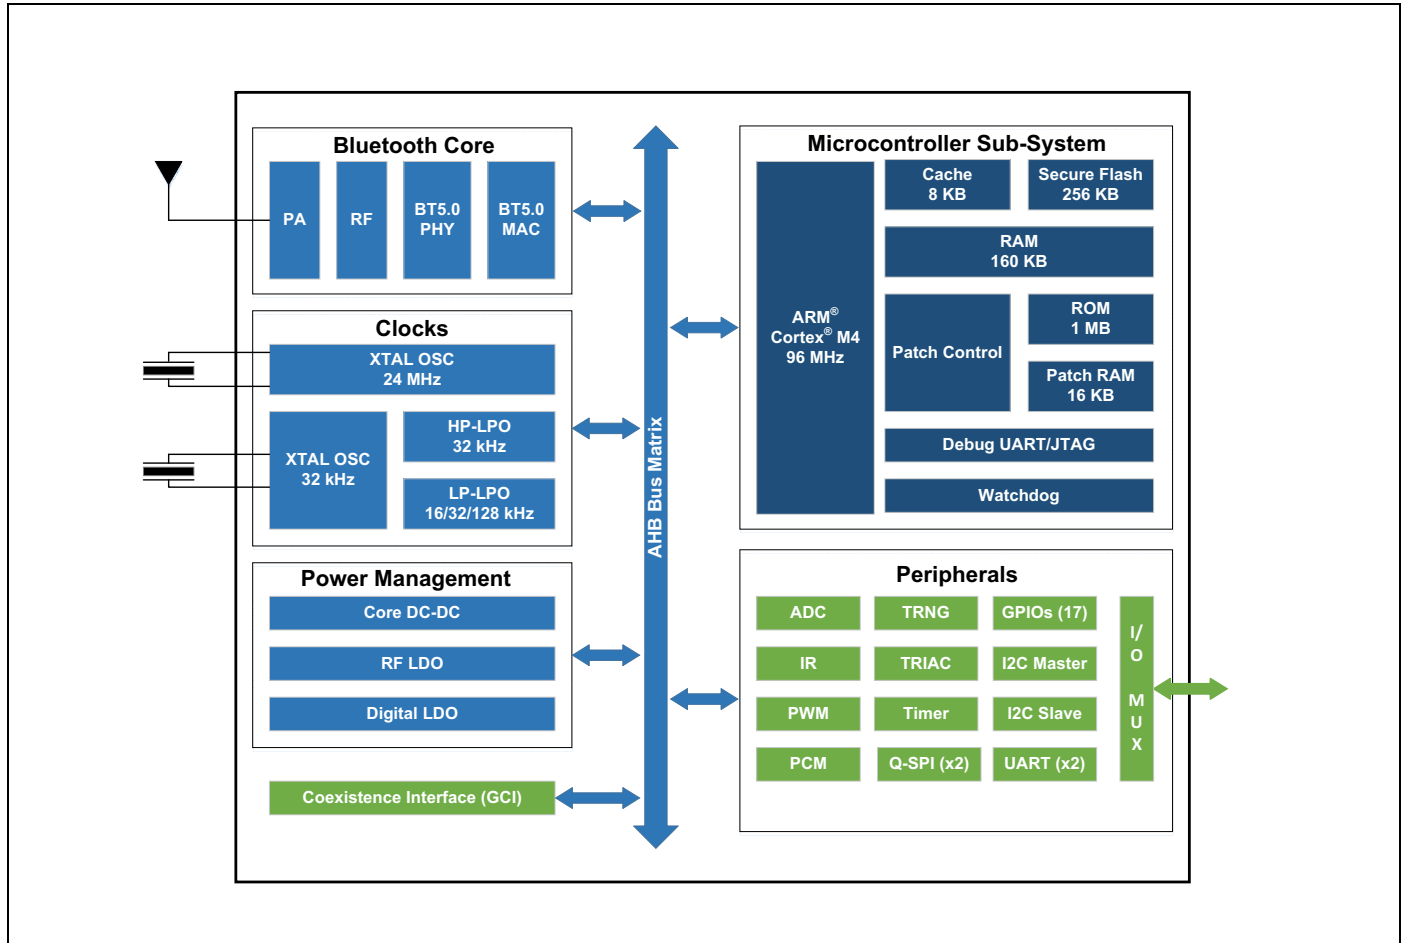 Bluetooth Core
PA
RF
BT5.0
PHY
BT5.0
MAC
Clocks
XTAL OSC
24 MHz
XTAL OSC
32 kHz
HP-LPO
32 kHz
LP-LPO
16/32/128 kHz
Power Management
Core DC-DC
RF LDO
Digital LDO
Coexistence Interface (GCI)
AHB Bus Matrix
Microcontroller Sub-System
ARM®
Cortex® M4
96 MHz
Cache
8 KB
Secure Flash
256 KB
RAM
160 KB
Patch Control
ROM
1 MB
Patch RAM
16 KB
Debug UART/JTAG
Watchdog
Peripherals
ADC
TRNG
GPIOs (17)
IR
TRIAC
I2C Master
PWM
Timer
I2C Slave
PCM
Q-SPI (x2)
UART (x2)
I/
O
M
U
X